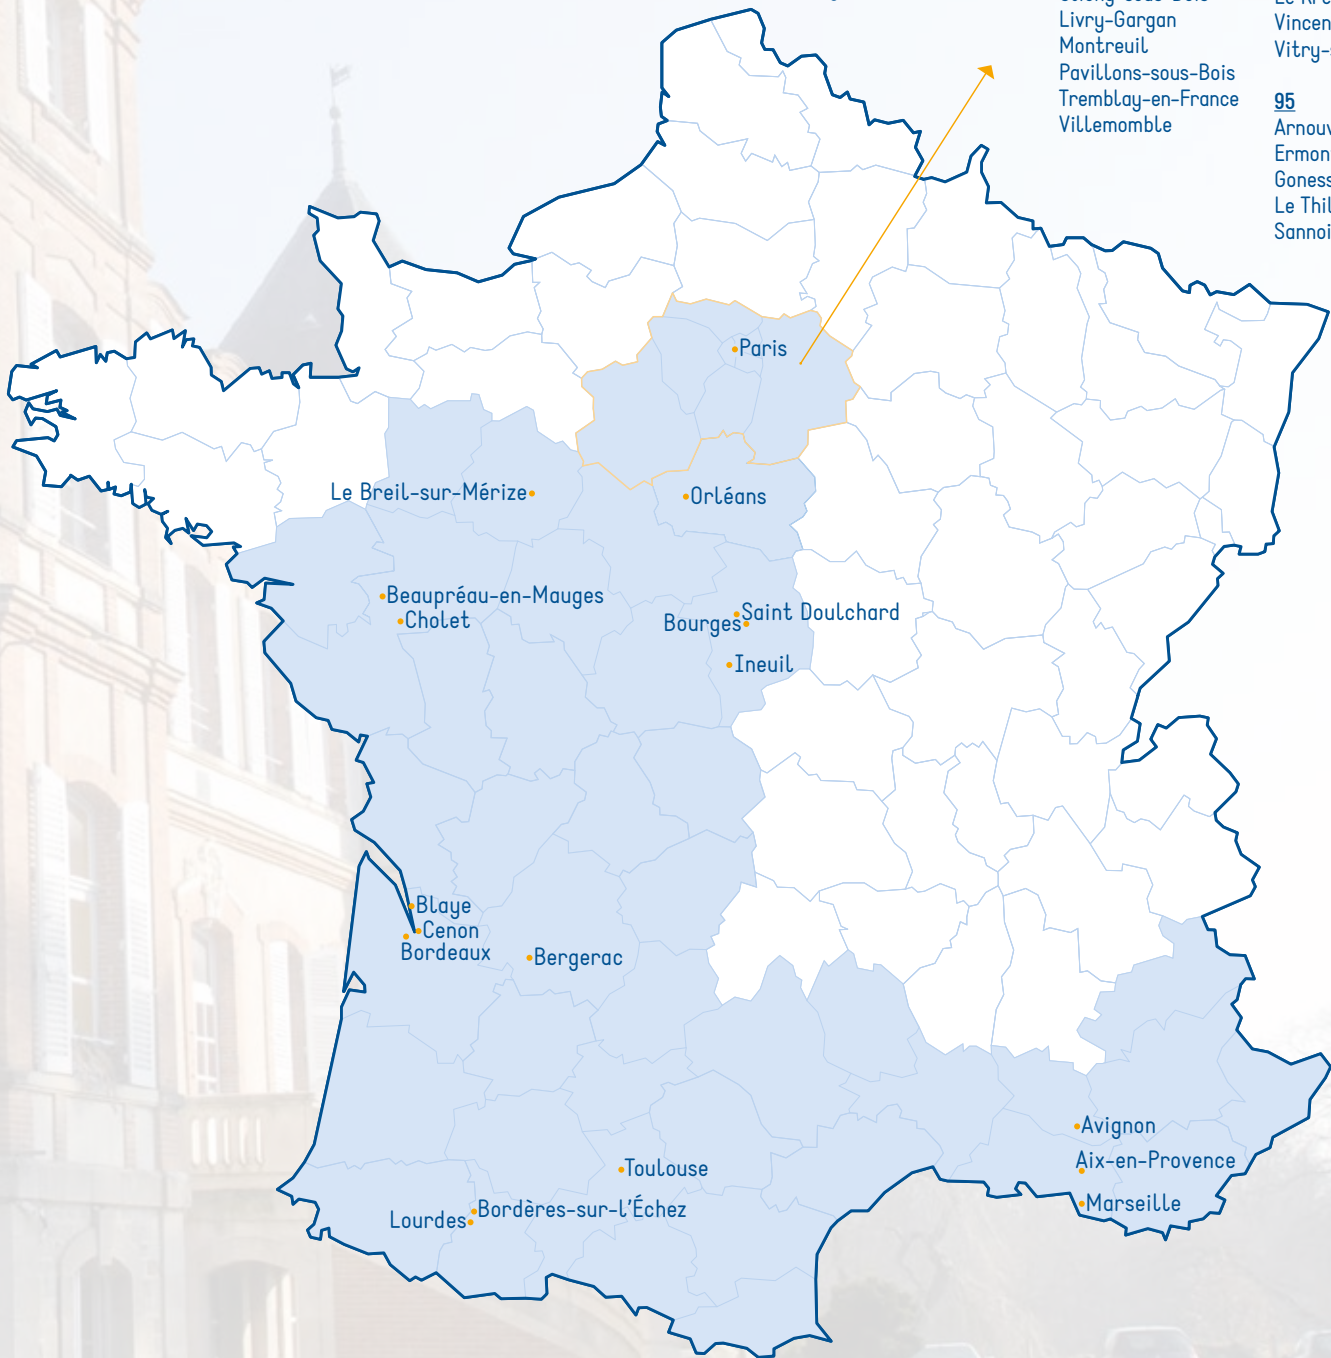 Livry-Gargan
Montreuil
Pavillons-sous-Bois
Tremblay-en-France
Villemomble
95
Paris
Le Breil-sur-Mérize
Orléans
Beaupréau-en-Mauges
Cholet
Saint Doulchard
Bourges
Ineuil
Blaye
Cenon
Bordeaux
Bergerac
Avignon
Aix-en-Provence
Marseille
Toulouse
Bordères-sur-l'Échez
Lourdes